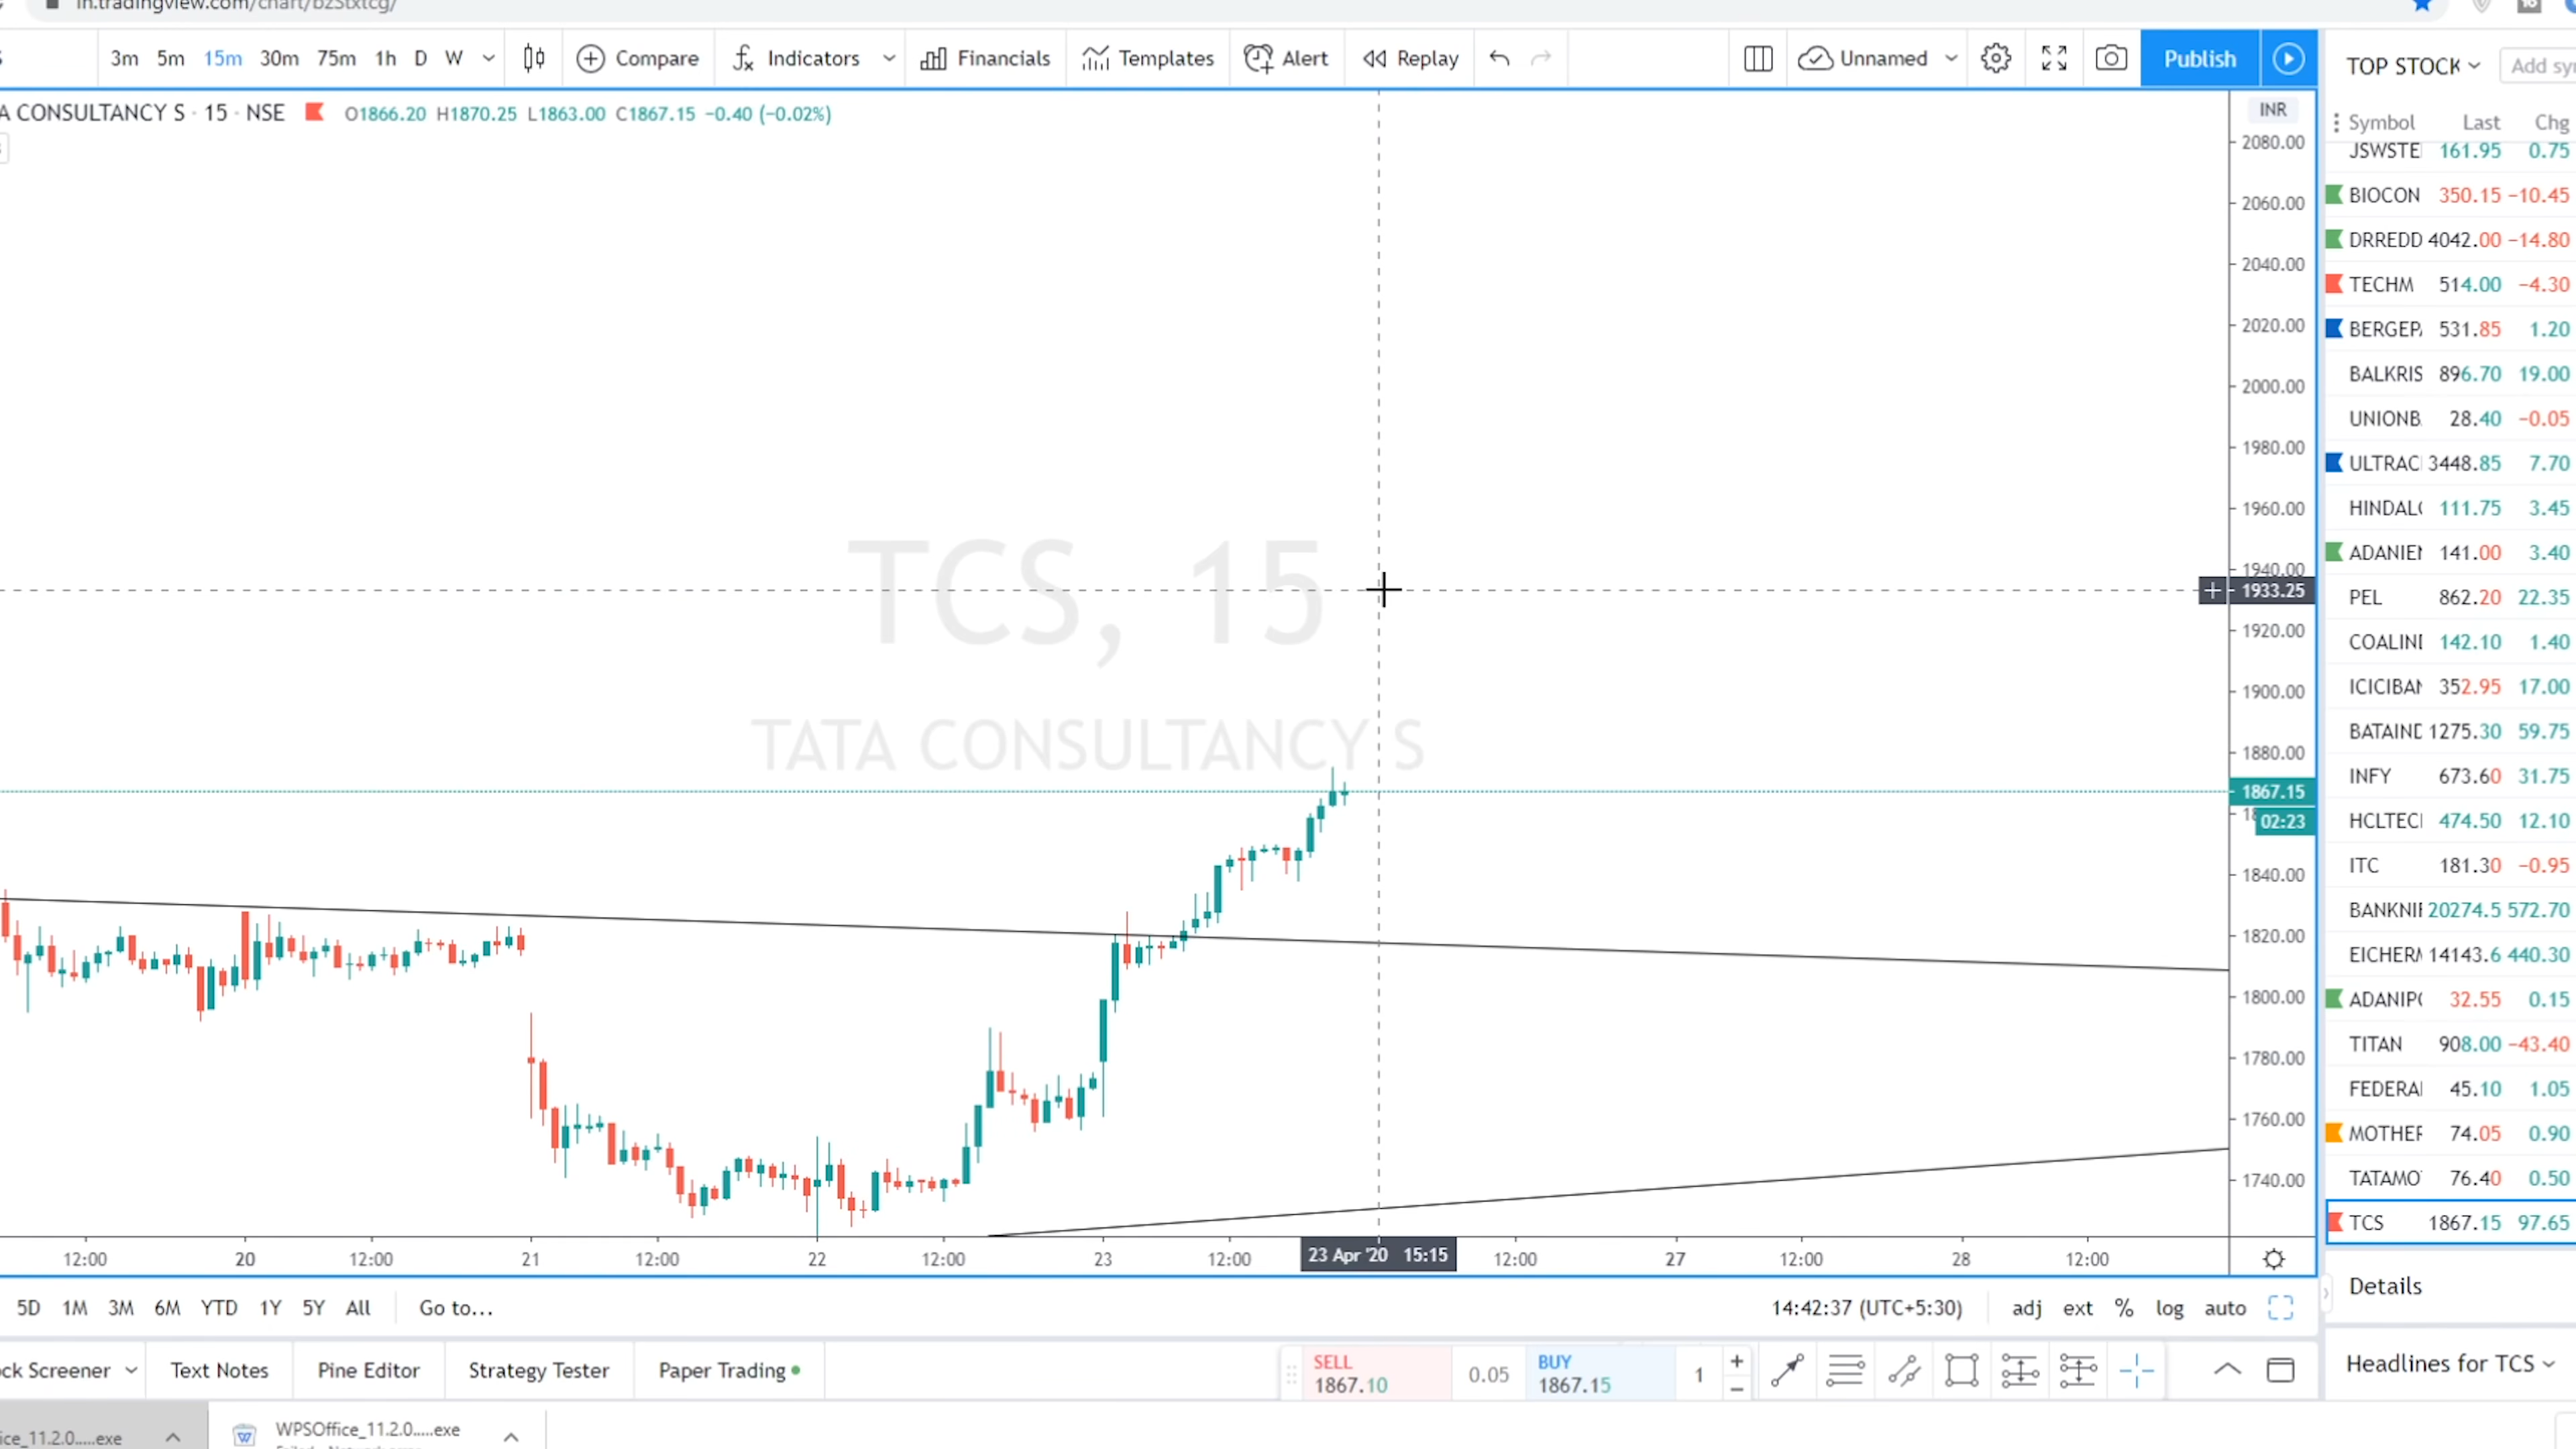 in.tradingview.com/chart/
3m 5m 15m 30m 75m 1h D W Compare Indicators Financials Templates Alert Replay Unnamed Publish
TOP STOCK Add sy
A CONSULTANCY S · 15 · NSE O1866.20 H1870.25 L1863.00 C1867.15 −0.40 (−0.02%)
INR
2080.00
2060.00
2040.00
2020.00
2000.00
1980.00
1960.00
1940.00
1933.25
1920.00
1900.00
1880.00
1867.15
02:23
1840.00
1820.00
1800.00
1780.00
1760.00
1740.00
TCS, 15
TATA CONSULTANCY S
12:00 20 12:00 21 12:00 22 12:00 23 12:00 23 Apr '20 15:15 12:00 27 12:00 28 12:00
Symbol Last Chg
JSWSTE 161.95 0.75
BIOCON 350.15 −10.45
DRREDD 4042.00 −14.80
TECHM 514.00 −4.30
BERGEP 531.85 1.20
BALKRIS 896.70 19.00
UNIONB 28.40 −0.05
ULTRAC 3448.85 7.70
HINDAL 111.75 3.45
ADANIE 141.00 3.40
PEL 862.20 22.35
COALIN 142.10 1.40
ICICIBA 352.95 17.00
BATAIND 1275.30 59.75
INFY 673.60 31.75
HCLTEC 474.50 12.10
ITC 181.30 −0.95
BANKNI 20274.5 572.70
EICHER 14143.6 440.30
ADANIP 32.55 0.15
TITAN 908.00 −43.40
FEDERA 45.10 1.05
MOTHER 74.05 0.90
TATAMO 76.40 0.50
TCS 1867.15 97.65
Details
Headlines for TCS
5D 1M 3M 6M YTD 1Y 5Y All Go to... 14:42:37 (UTC+5:30) adj ext % log auto
ck Screener Text Notes Pine Editor Strategy Tester Paper Trading
SELL
1867.10
0.05
BUY
1867.15
1
ice_11.2.0.....exe
WPSOffice_11.2.0.....exe